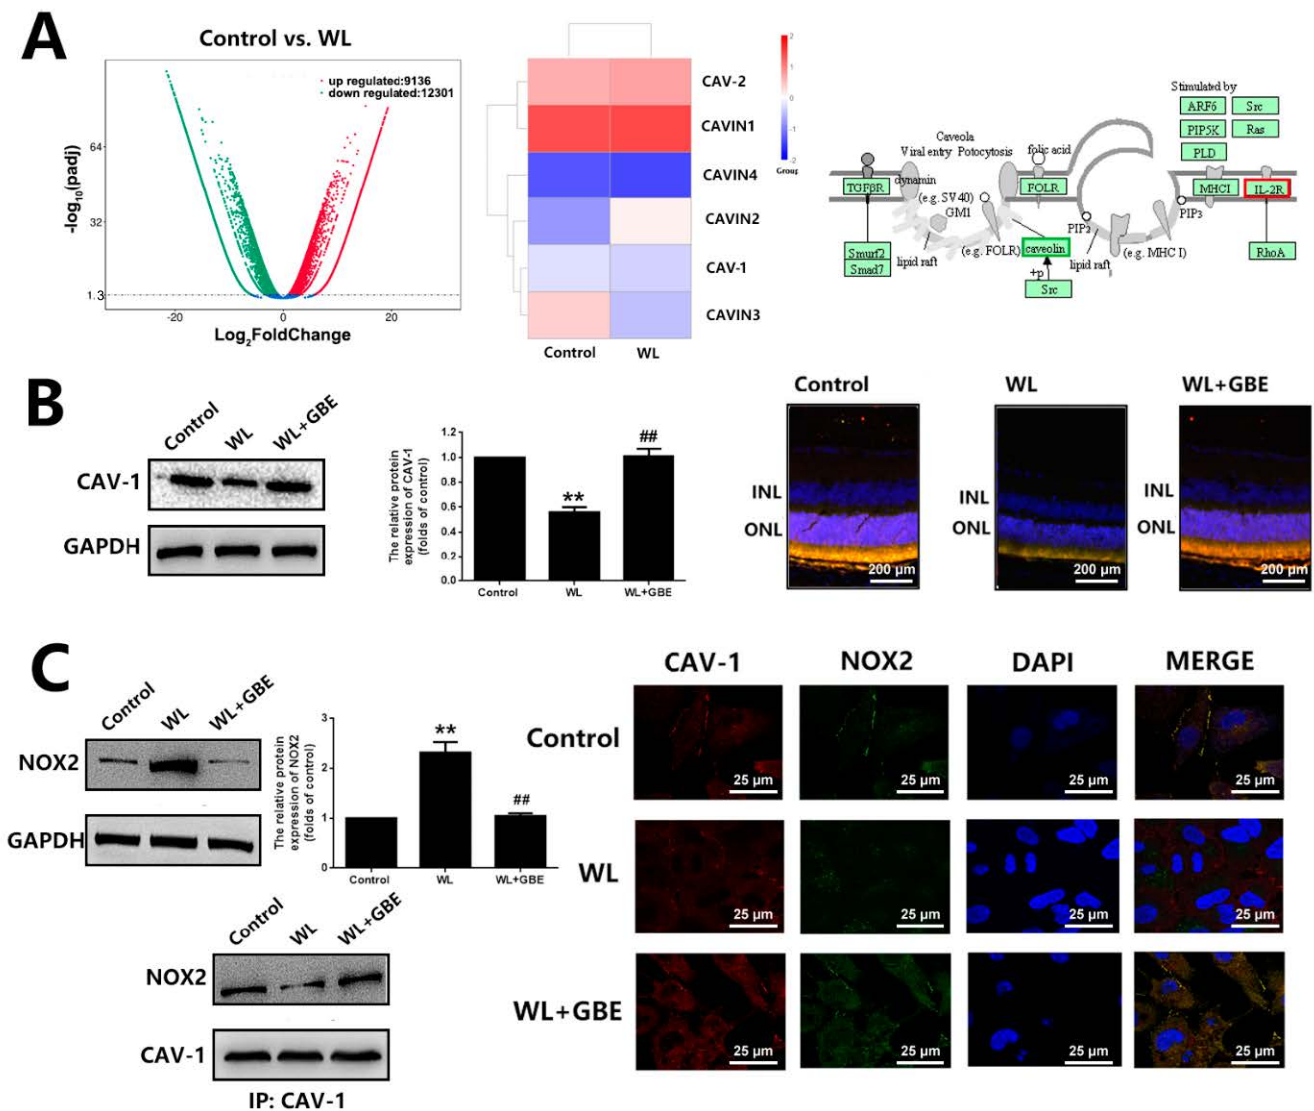 A
Control vs. WL
up regulated:9136
down regulated:12301
-log10(padj)
64
32
1.3
-20
0
20
Log2FoldChange
CAV-2
CAVIN1
CAVIN4
CAVIN2
CAV-1
CAVIN3
Control
WL
2
1
0
-1
-2
Group
Stimulated by
ARF6
Src
PIP5K
Ras
PLD
Caveola
Viral entry Potocytosis
folic acid
TGFβR
dynamin
FOLR
MHCI
IL-2R
(e.g. SV40)
GM1
PIP2
PIP3
Smurf2
Smad7
lipid raft
(e.g. FOLR)
caveolin
lipid raft
(e.g. MHC I)
RhoA
+p
Src
B
Control
WL
WL+GBE
CAV-1
GAPDH
The relative protein
expression of CAV-1
(folds of control)
1.2
1.0
0.8
0.6
0.4
0.2
0.0
**
##
Control
WL
WL+GBE
Control
WL
WL+GBE
INL
ONL
200 μm
INL
ONL
200 μm
INL
ONL
200 μm
C
Control
WL
WL+GBE
NOX2
GAPDH
The relative protein
expression of NOX2
(folds of control)
3
2
1
0
**
##
Control
WL
WL+GBE
Control
WL
WL+GBE
NOX2
CAV-1
IP: CAV-1
CAV-1
NOX2
DAPI
MERGE
Control
25 μm
25 μm
25 μm
25 μm
WL
25 μm
25 μm
25 μm
25 μm
WL+GBE
25 μm
25 μm
25 μm
25 μm